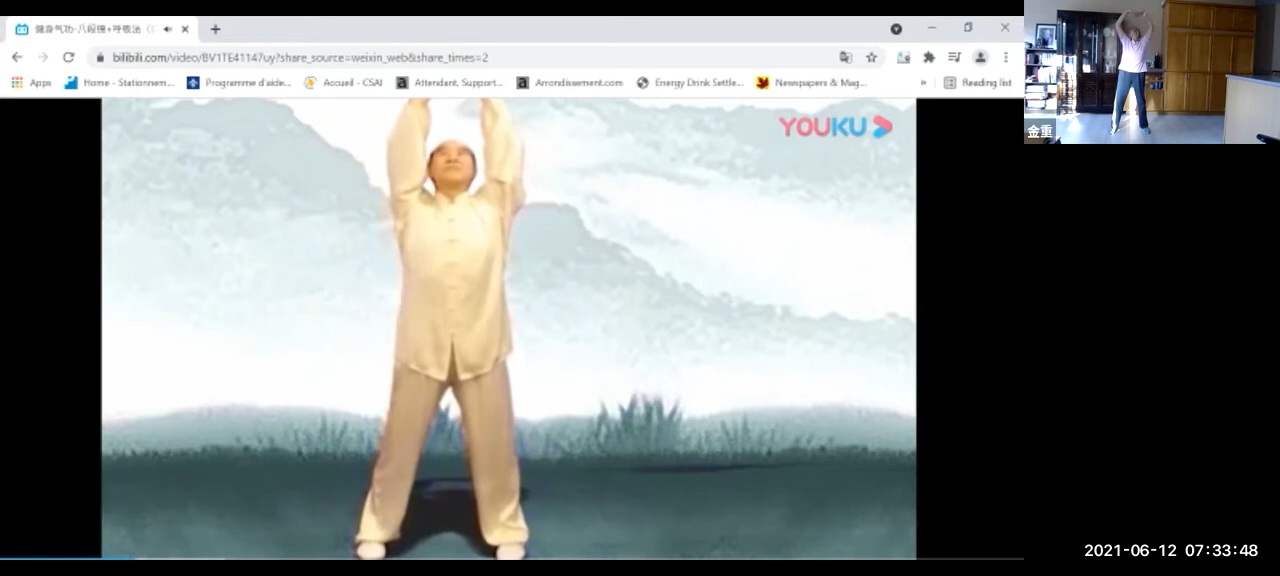 健身气功-八段锦+呼吸法 (
bilibili.com/video/BV1TE41147uy?share_source=weixin_web&share_times=2
Apps
Home - Stationnem...
Programme d'aide...
Accueil - CSAI
Attendant, Support...
Arrondissement.com
Energy Drink Settle...
Newspapers & Mag...
»
Reading list
YOUKU
金重
2021-06-12 07:33:48